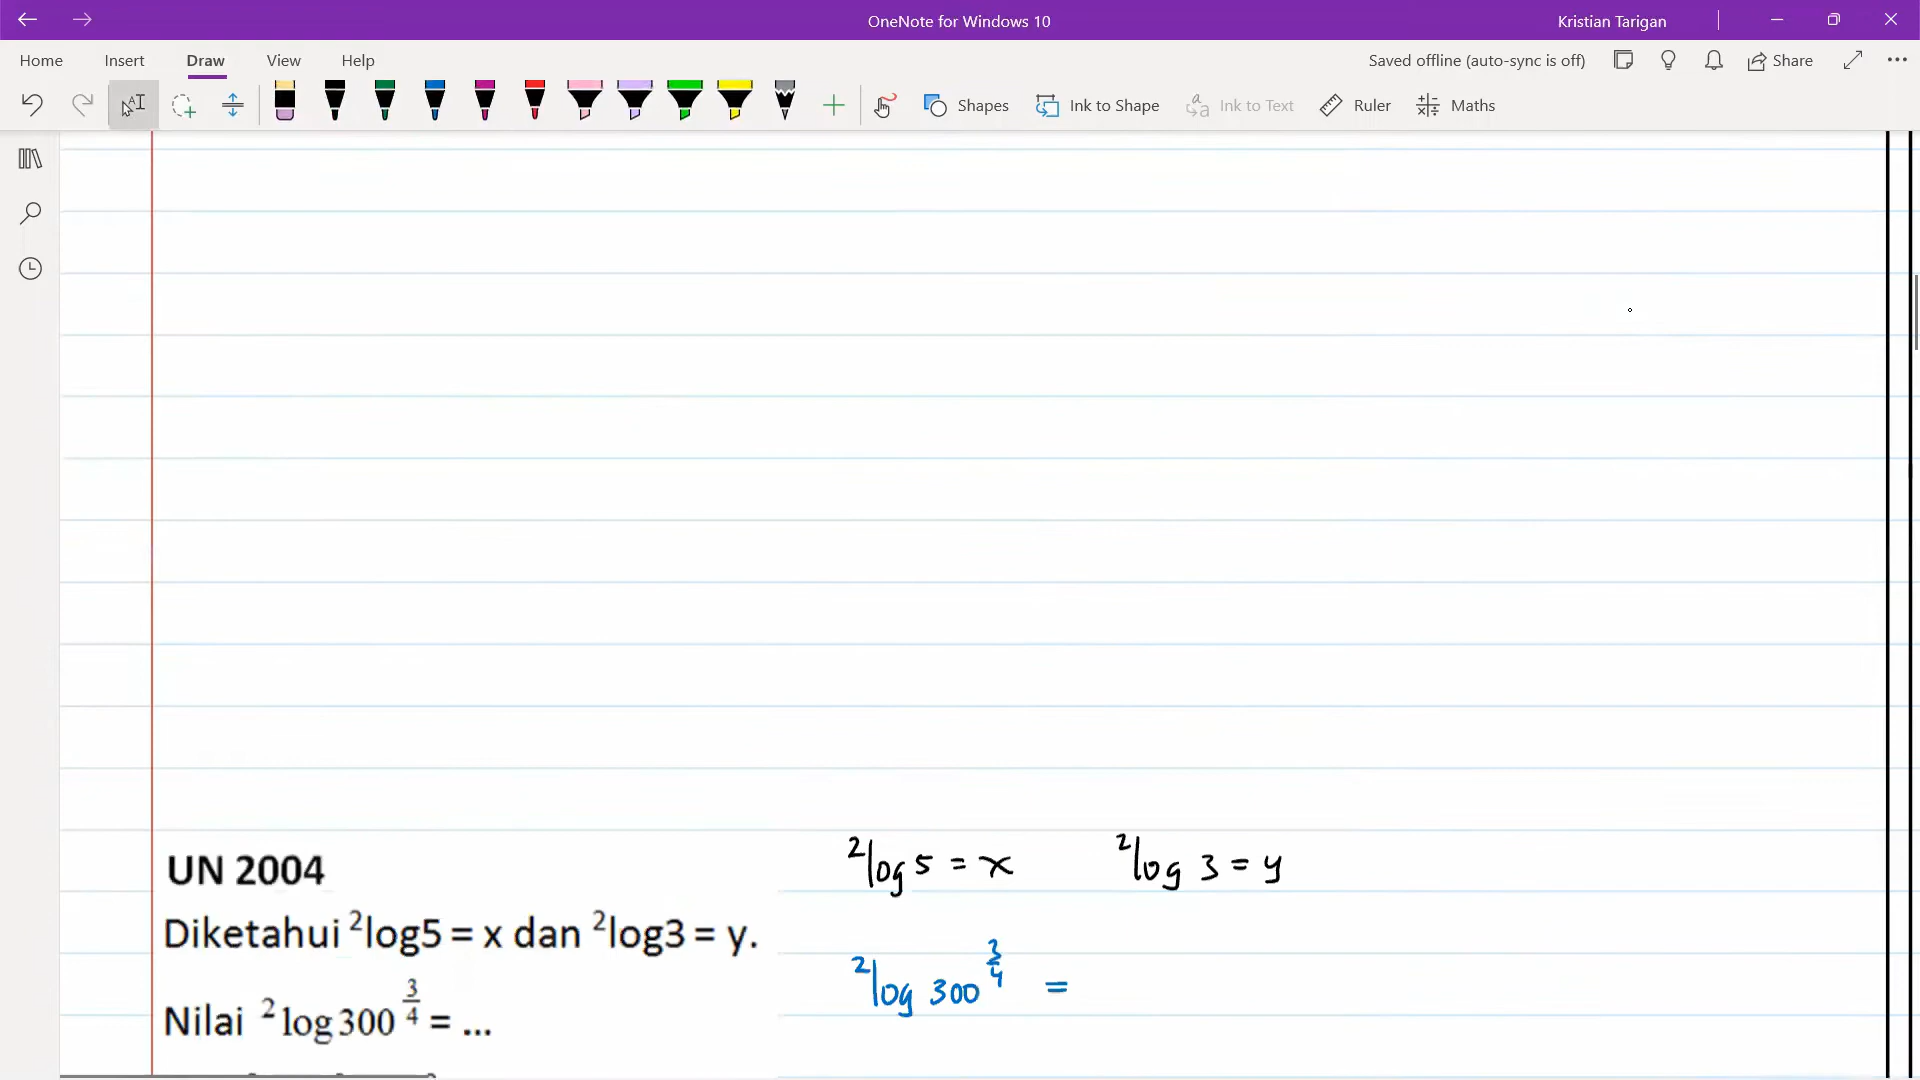 OneNote for Windows 10
Kristian Tarigan
Home Insert Draw View Help
Saved offline (auto-sync is off) Share
Shapes Ink to Shape Ink to Text Ruler Maths
UN 2004
Diketahui ²log5 = x dan ²log3 = y.
Nilai ²log300^(3/4) = ...
²log 5 = x ²log 3 = y
²log 300^(3/4) =